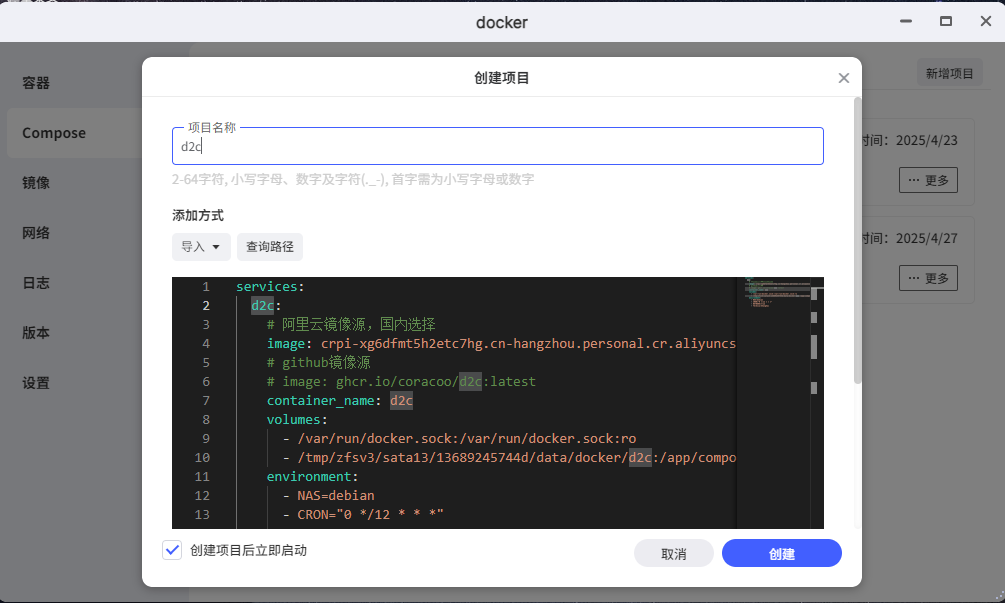 docker
容器
Compose
镜像
网络
日志
版本
设置
新增项目
时间：2025/4/23
··· 更多
时间：2025/4/27
··· 更多
创建项目
项目名称
d2c
2-64字符, 小写字母、数字及字符(._-), 首字需为小写字母或数字
添加方式
导入
查询路径
1 services:
2 d2c:
3 # 阿里云镜像源，国内选择
4 image: crpi-xg6dfmt5h2etc7hg.cn-hangzhou.personal.cr.aliyuncs
5 # github镜像源
6 # image: ghcr.io/coracoo/d2c:latest
7 container_name: d2c
8 volumes:
9 - /var/run/docker.sock:/var/run/docker.sock:ro
10 - /tmp/zfsv3/sata13/13689245744d/data/docker/d2c:/app/compo
11 environment:
12 - NAS=debian
13 - CRON="0 */12 * * *"
创建项目后立即启动
取消
创建